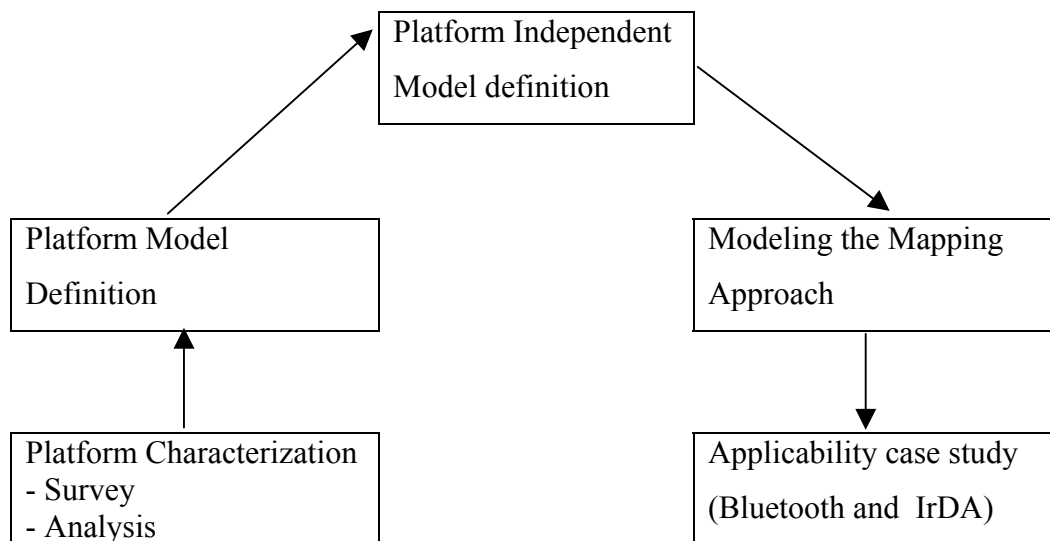 Platform Independent
Model definition
Platform Model
Definition
Modeling the Mapping
Approach
Platform Characterization
- Survey
- Analysis
Applicability case study
(Bluetooth and IrDA)